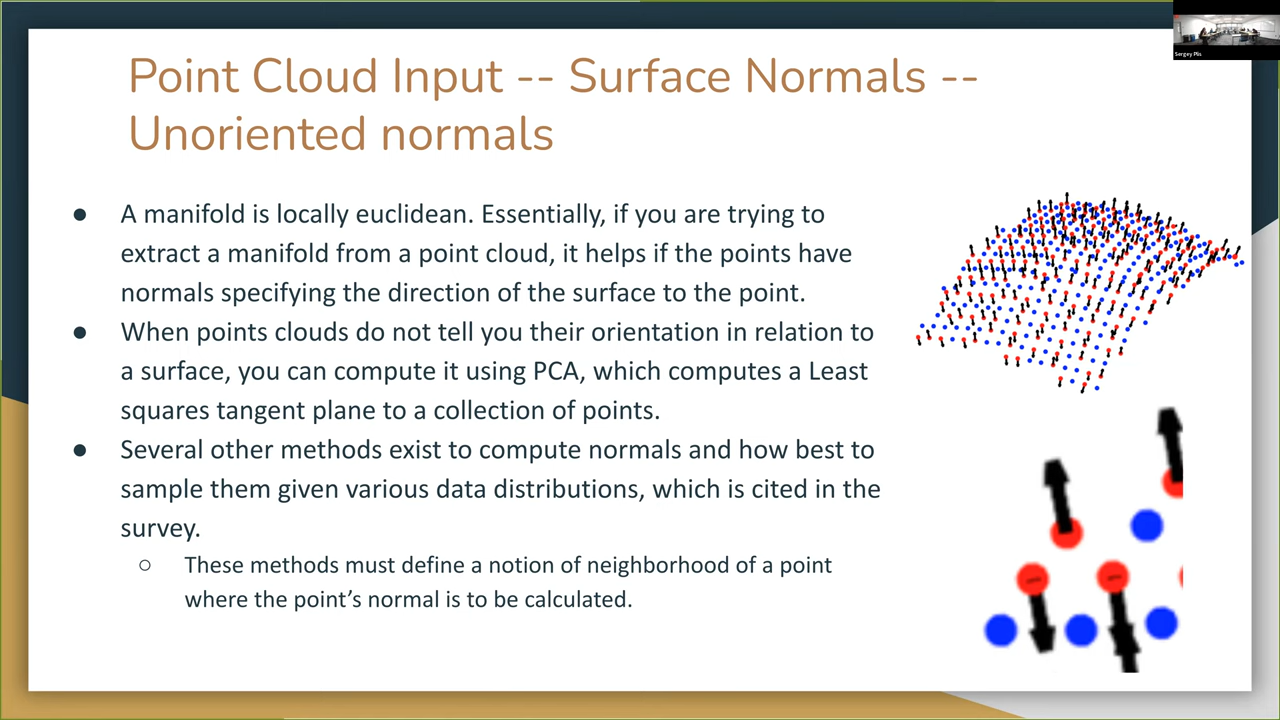 Point Cloud Input -- Surface Normals --
Unoriented normals
● A manifold is locally euclidean. Essentially, if you are trying to
extract a manifold from a point cloud, it helps if the points have
normals specifying the direction of the surface to the point.
● When points clouds do not tell you their orientation in relation to
a surface, you can compute it using PCA, which computes a Least
squares tangent plane to a collection of points.
● Several other methods exist to compute normals and how best to
sample them given various data distributions, which is cited in the
survey.
○ These methods must define a notion of neighborhood of a point
where the point’s normal is to be calculated.
Sergey Plis